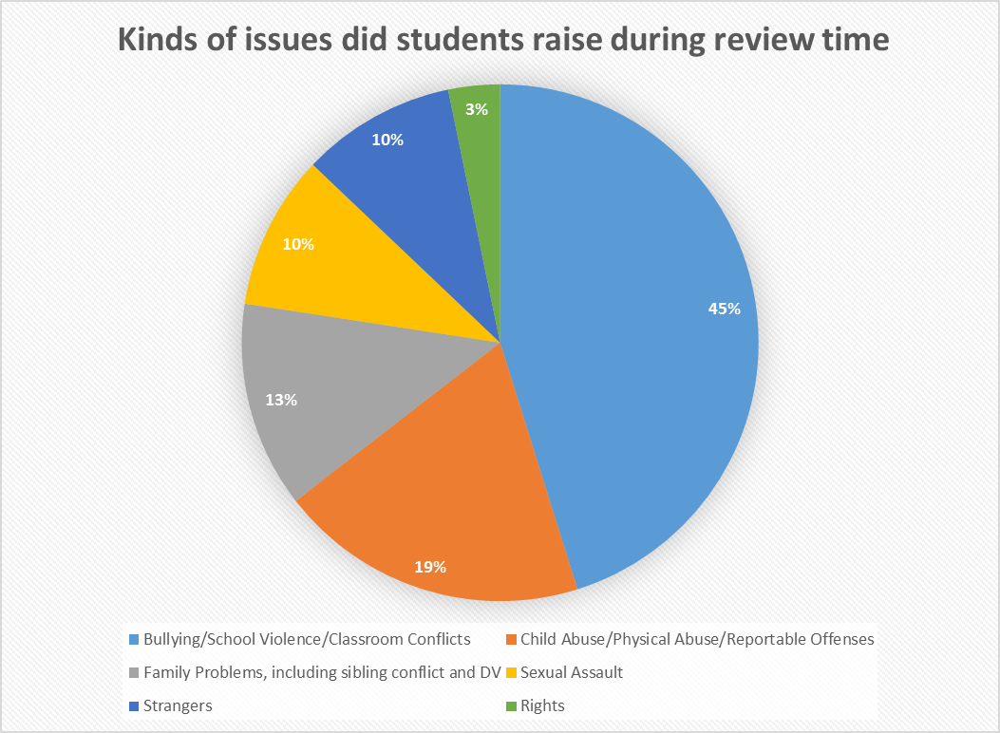 Kinds of issues did students raise during review time
3%
10%
10%
45%
13%
19%
Bullying/School Violence/Classroom Conflicts
Child Abuse/Physical Abuse/Reportable Offenses
Family Problems, including sibling conflict and DV
Sexual Assault
Strangers
Rights